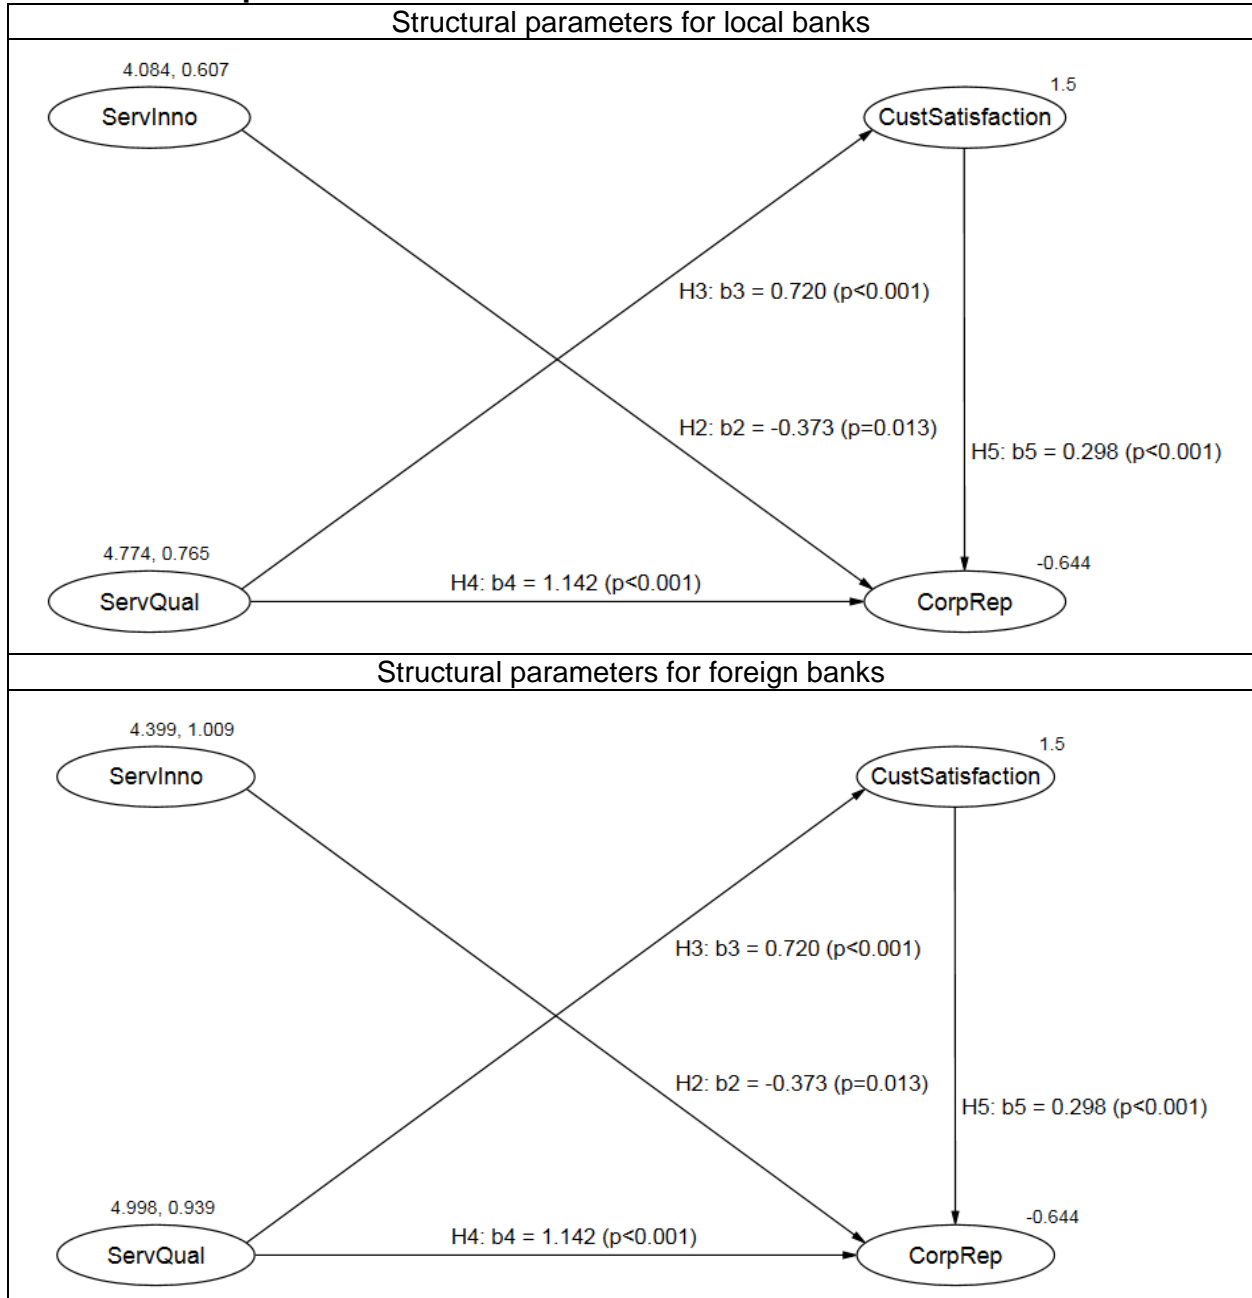 Structural parameters for local banks
4.084, 0.607
1.5
ServInno
CustSatisfaction
H3: b3 = 0.720 (p<0.001)
H2: b2 = -0.373 (p=0.013)
H5: b5 = 0.298 (p<0.001)
4.774, 0.765
-0.644
H4: b4 = 1.142 (p<0.001)
ServQual
CorpRep
Structural parameters for foreign banks
4.399, 1.009
1.5
ServInno
CustSatisfaction
H3: b3 = 0.720 (p<0.001)
H2: b2 = -0.373 (p=0.013)
H5: b5 = 0.298 (p<0.001)
4.998, 0.939
-0.644
H4: b4 = 1.142 (p<0.001)
ServQual
CorpRep